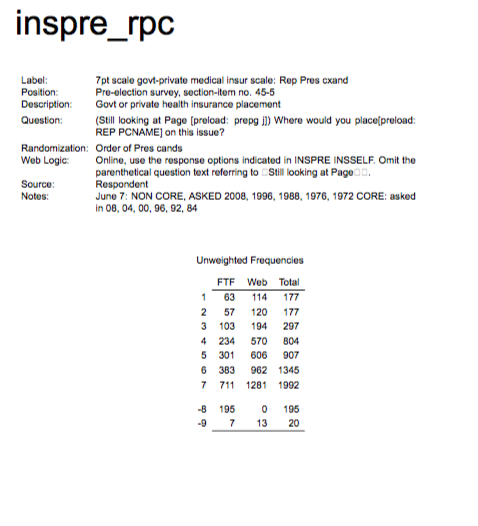 inspre_rpc
Label: 7pt scale govt-private medical insur scale: Rep Pres cxand
Position: Pre-election survey, section-item no. 45-5
Description: Govt or private health insurance placement
Question: (Still looking at Page [preload: prepg j]) Where would you place[preload:
REP PCNAME] on this issue?
Randomization: Order of Pres cands
Web Logic: Online, use the response options indicated in INSPRE INSSELF. Omit the
parenthetical question text referring to □Still looking at Page□□.
Source: Respondent
Notes: June 7: NON CORE, ASKED 2008, 1996, 1988, 1976, 1972 CORE: asked
in 08, 04, 00, 96, 92, 84
Unweighted Frequencies
FTF Web Total
1 63 114 177
2 57 120 177
3 103 194 297
4 234 570 804
5 301 606 907
6 383 962 1345
7 711 1281 1992
-8 195 0 195
-9 7 13 20